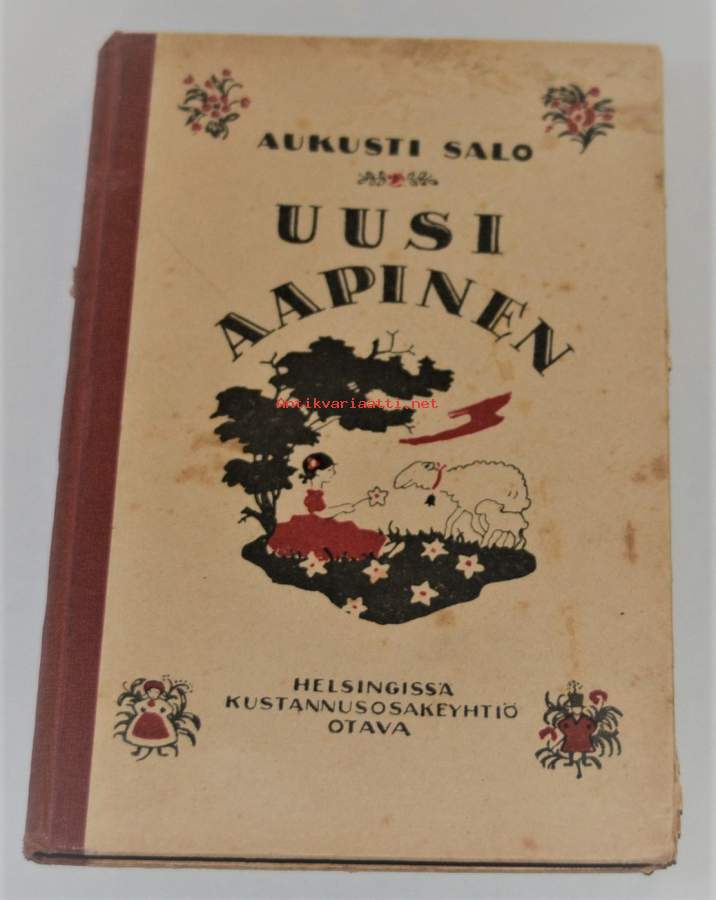 AUKUSTI SALO
UUSI
AAPINEN
Antikvariaatti.net
HELSINGISSÄ
KUSTANNUSOSAKEYHTIÖ
OTAVA